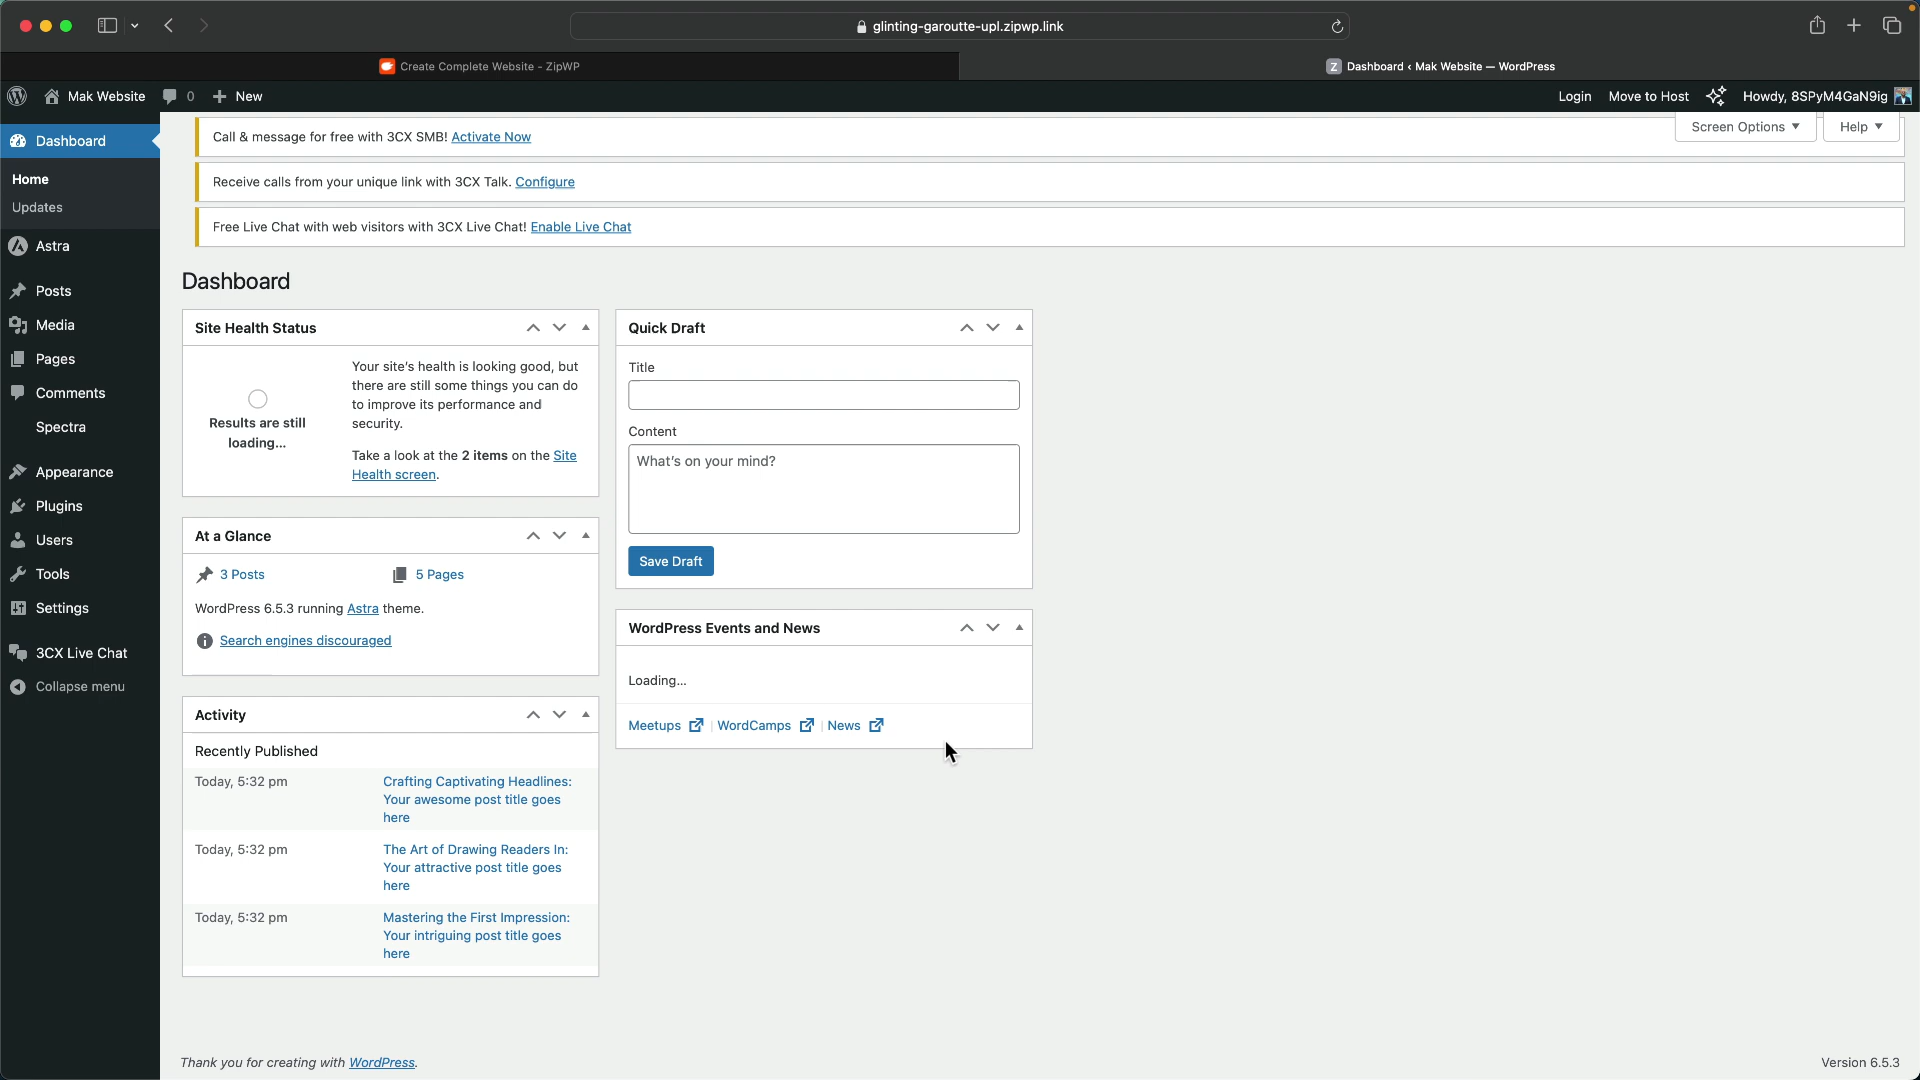 glinting-garoutte-upl.zipwp.link
Create Complete Website - ZipWP
Z Dashboard ‹ Mak Website — WordPress
Mak Website 0 New
Login Move to Host Howdy, 8SPyM4GaN9ig
Dashboard
Home
Updates
Astra
Posts
Media
Pages
Comments
Spectra
Appearance
Plugins
Users
Tools
Settings
3CX Live Chat
Collapse menu
Call & message for free with 3CX SMB! Activate Now
Screen Options
Help
Receive calls from your unique link with 3CX Talk. Configure
Free Live Chat with web visitors with 3CX Live Chat! Enable Live Chat
Dashboard
Site Health Status
Results are still
loading...
Your site's health is looking good, but
there are still some things you can do
to improve its performance and
security.
Take a look at the 2 items on the Site
Health screen.
At a Glance
3 Posts
5 Pages
WordPress 6.5.3 running Astra theme.
Search engines discouraged
Activity
Recently Published
Today, 5:32 pm
Crafting Captivating Headlines:
Your awesome post title goes
here
Today, 5:32 pm
The Art of Drawing Readers In:
Your attractive post title goes
here
Today, 5:32 pm
Mastering the First Impression:
Your intriguing post title goes
here
Quick Draft
Title
Content
What's on your mind?
Save Draft
WordPress Events and News
Loading...
Meetups | WordCamps | News
Thank you for creating with WordPress.
Version 6.5.3